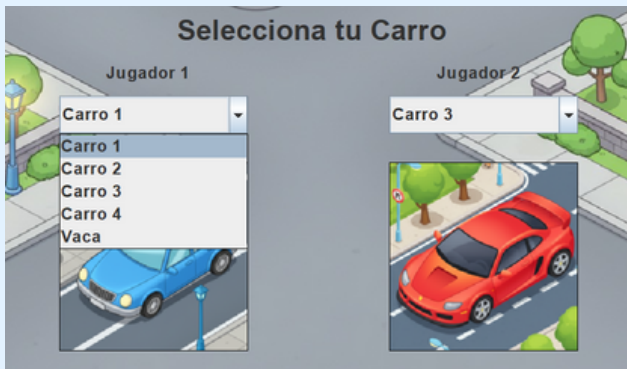 Selecciona tu Carro
Jugador 1
Jugador 2
Carro 1
Carro 3
Carro 1
Carro 2
Carro 3
Carro 4
Vaca